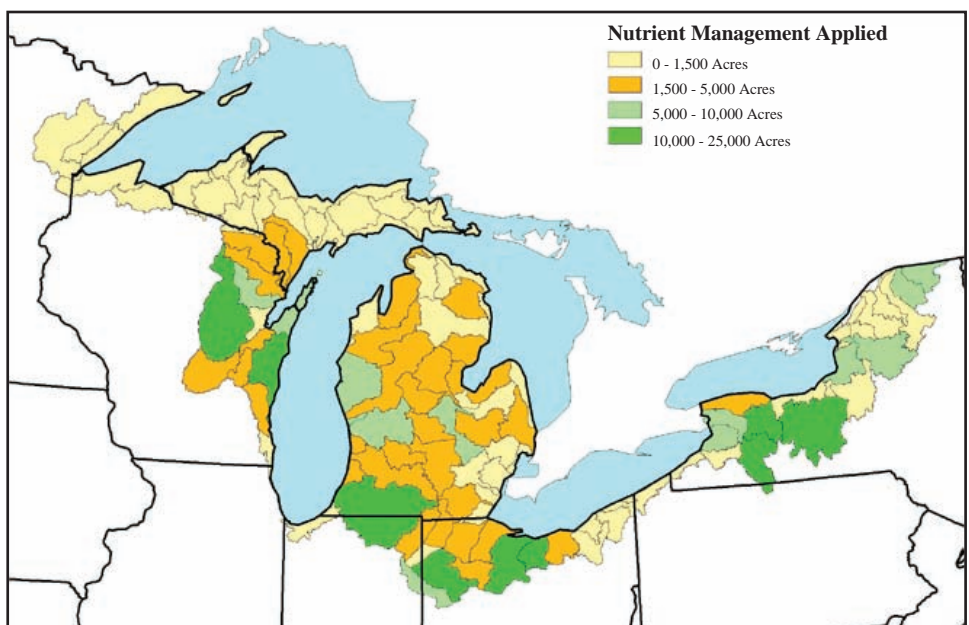 Nutrient Management Applied
0 - 1,500 Acres
1,500 - 5,000 Acres
5,000 - 10,000 Acres
10,000 - 25,000 Acres